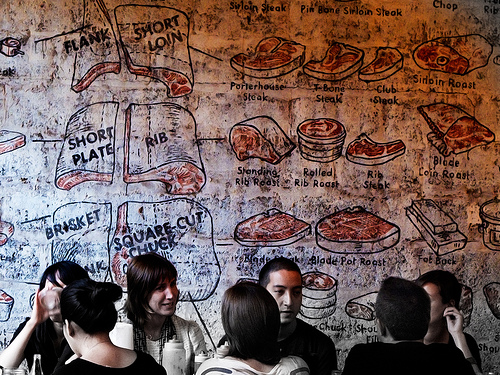 Sirloin Steak
Pin Bone Sirloin Steak
Chop
FLANK
SHORT
LOIN
Porterhouse
Steak
T-Bone
Steak
Club
Steak
Sirloin Roast
SHORT
PLATE
RIB
Standing
Rib Roast
Rolled
Rib Roast
Rib
Steak
Blade
Loin Roast
BRISKET
SQUARE CUT
CHUCK
Blade Steak
Blade Pot Roast
Fat Back
Chuck